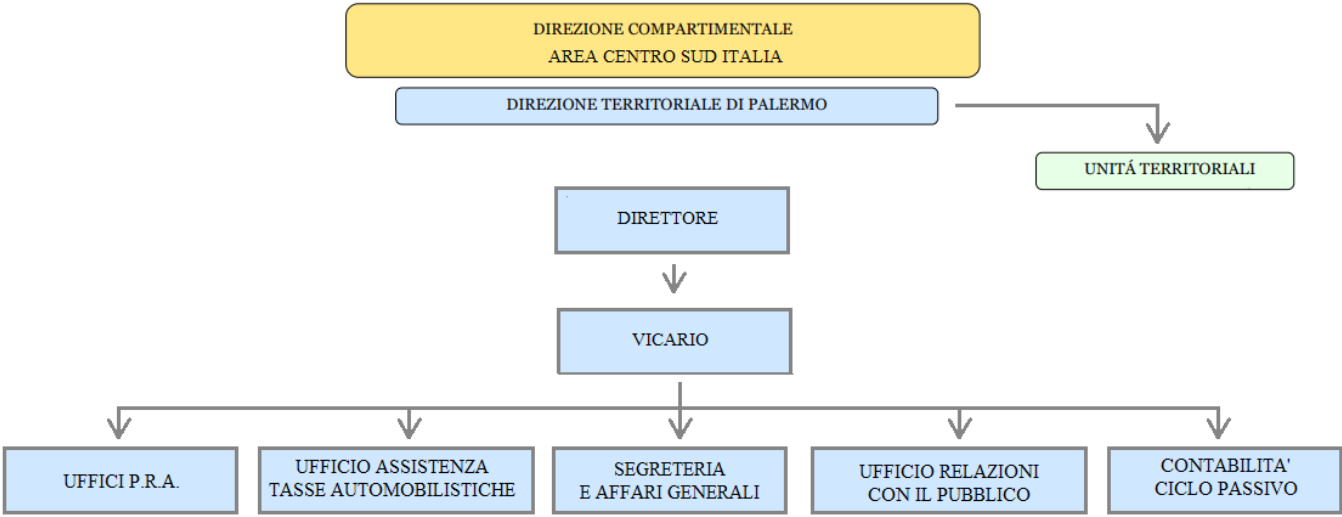 DIREZIONE COMPARTIMENTALE
AREA CENTRO SUD ITALIA
DIREZIONE TERRITORIALE DI PALERMO
UNITÁ TERRITORIALI
DIRETTORE
VICARIO
UFFICI P.R.A.
UFFICIO ASSISTENZA
TASSE AUTOMOBILISTICHE
SEGRETERIA
E AFFARI GENERALI
UFFICIO RELAZIONI
CON IL PUBBLICO
CONTABILITA'
CICLO PASSIVO